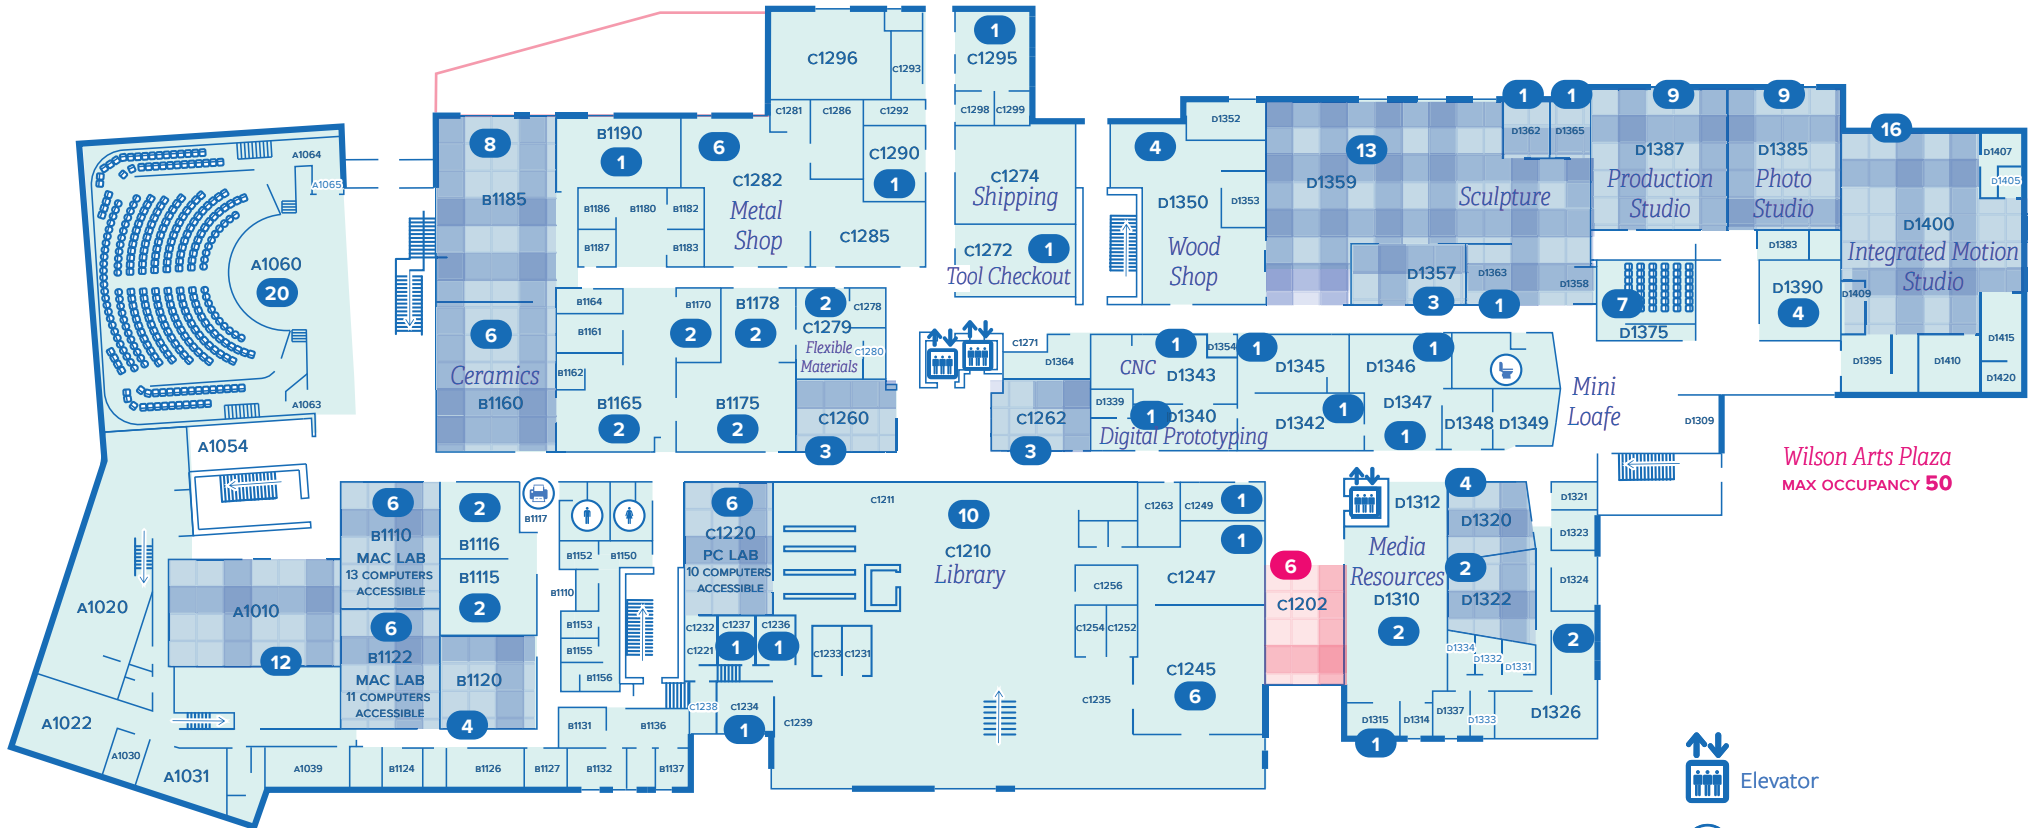 C1296
C1293
1
C1295
C1281
C1286
C1292
C1298
C1299
A1064
A1065
8
B1185
B1190
1
6
C1282
Metal
Shop
C1290
1
C1285
B1186
B1180
B1182
B1187
B1183
C1274
Shipping
C1272
1
Tool Checkout
D1352
4
D1350
D1353
Wood
Shop
13
D1359
Sculpture
1
1
D1362
D1365
9
D1387
Production
Studio
9
D1385
Photo
Studio
16
D1407
D1405
D1400
Integrated Motion
Studio
D1409
D1415
D1395
D1410
D1420
D1357
3
D1363
1
D1358
D1383
D1390
4
7
D1375
A1060
20
A1063
A1054
6
Ceramics
B1160
B1164
B1161
B1162
B1165
2
B1170
2
B1178
2
B1175
2
2
C1278
C1279
Flexible
Materials
C1280
C1260
3
C1271
D1364
C1262
3
CNC
1
D1343
D1354
D1339
1
D1340
Digital Prototyping
1
D1345
D1342
1
1
D1346
D1347
1
D1348
D1349
Mini
Loafe
D1309
Wilson Arts Plaza
MAX OCCUPANCY 50
A1020
A1010
12
A1022
A1030
A1031
A1039
6
B1110
MAC LAB
13 COMPUTERS
ACCESSIBLE
6
B1122
MAC LAB
11 COMPUTERS
ACCESSIBLE
2
B1116
B1115
2
B1120
4
B1117
B1152
B1150
B1110
B1153
B1155
B1156
B1131
B1136
B1124
B1126
B1127
B1132
B1137
6
C1220
PC LAB
10 COMPUTERS
ACCESSIBLE
C1232
C1237
C1236
C1221
1
1
C1238
C1234
1
C1239
C1233
C1231
C1211
10
C1210
Library
C1263
C1249
1
1
C1247
C1256
C1254
C1252
C1245
6
C1235
6
C1202
D1312
Media
Resources
D1310
2
4
D1320
2
D1322
D1321
D1323
D1324
2
D1334
D1332
D1331
D1326
D1315
D1314
D1337
D1333
1
Elevator